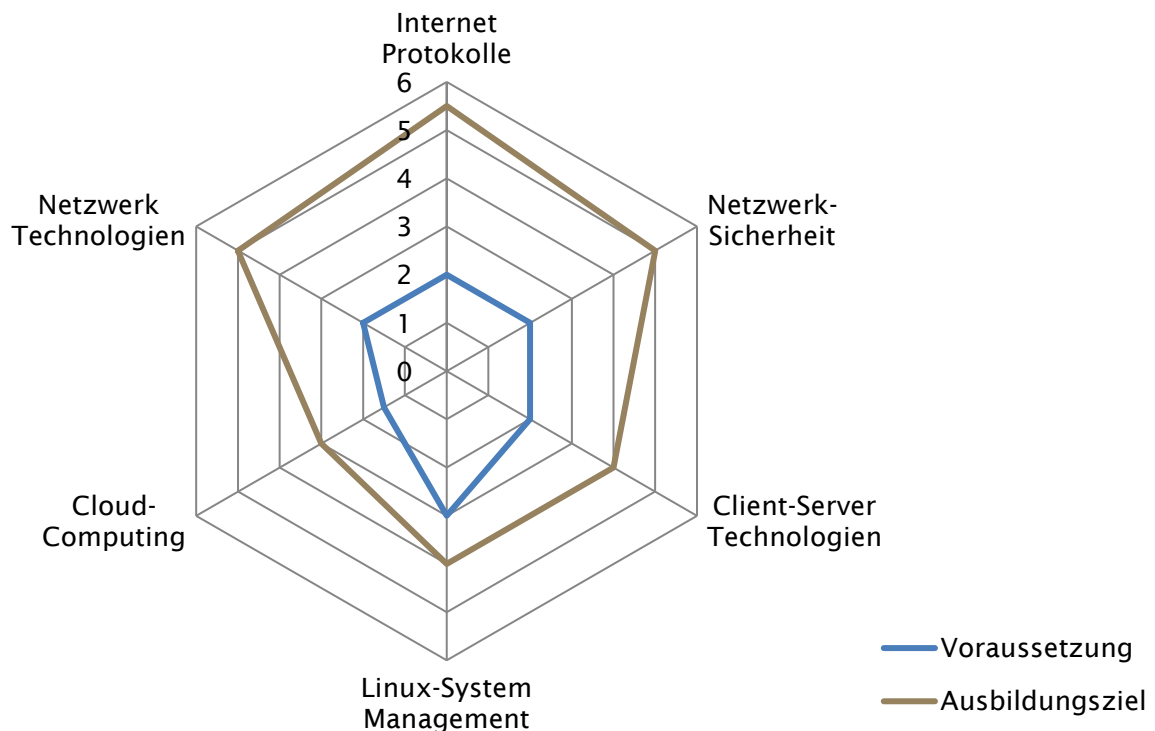 Internet
Protokolle
6
5
4
3
2
1
0
Netzwerk-
Sicherheit
Client-Server
Technologien
Linux-System
Management
Cloud-
Computing
Netzwerk
Technologien
Voraussetzung
Ausbildungsziel